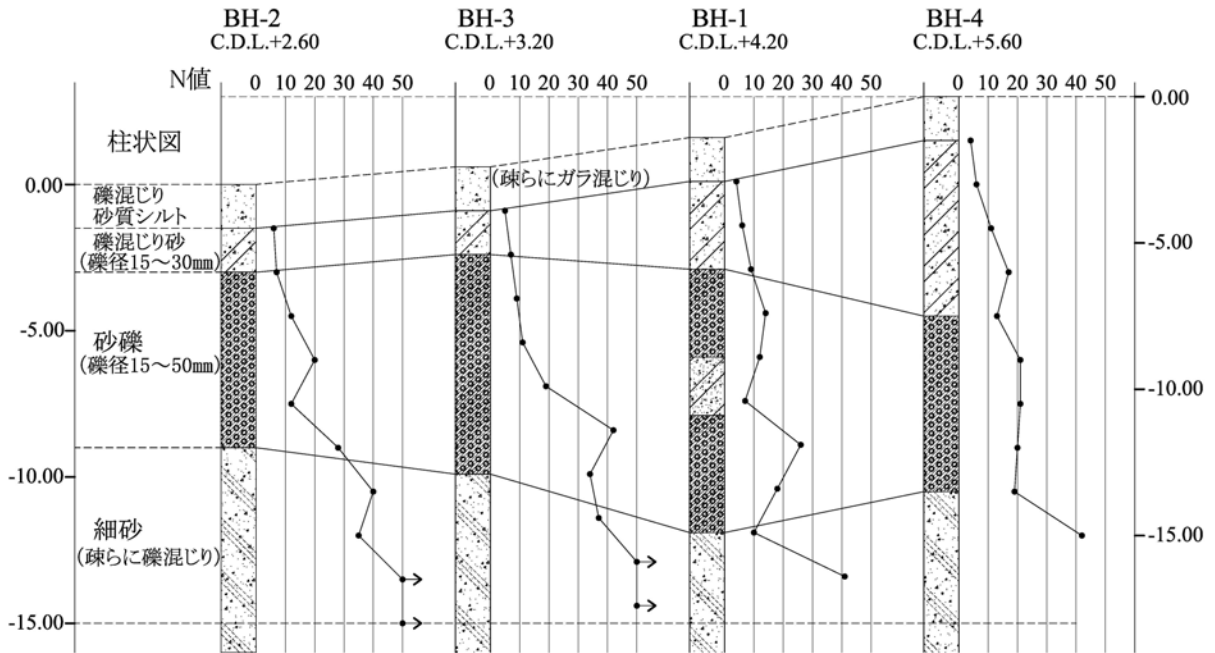 BH-2 BH-3 BH-1 BH-4
C.D.L.+2.60 C.D.L.+3.20 C.D.L.+4.20 C.D.L.+5.60
N値 0 10 20 30 40 50 0 10 20 30 40 50 0 10 20 30 40 50 0 10 20 30 40 50
0.00
柱状図
(疎らにガラ混じり)
0.00
礫混じり
砂質シルト
礫混じり砂
(礫径15～30mm)
-5.00
-5.00
砂礫
(礫径15～50mm)
-10.00
-10.00
細砂
(疎らに礫混じり)
-15.00
-15.00